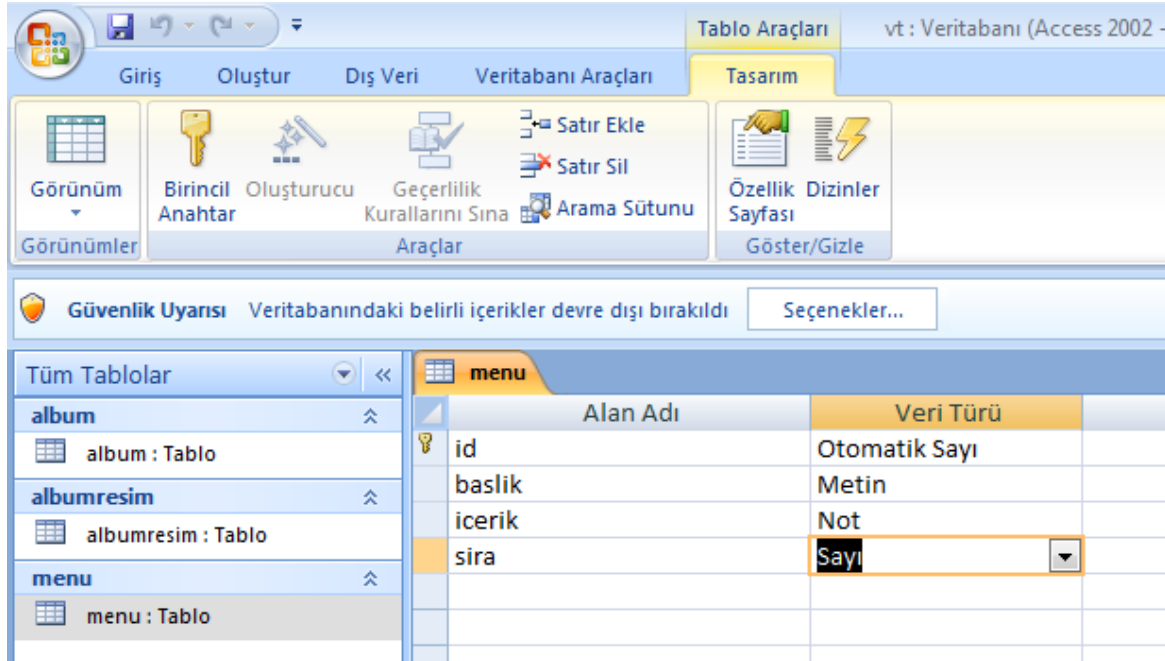 Tablo Araçları
vt : Veritabanı (Access 2002 -
Giriş Oluştur Dış Veri Veritabanı Araçları Tasarım
Görünüm
Birincil Anahtar
Oluşturucu
Geçerlilik Kurallarını Sına
Satır Ekle
Satır Sil
Arama Sütunu
Özellik Sayfası
Dizinler
Görünümler
Araçlar
Göster/Gizle
Güvenlik Uyarısı Veritabanındaki belirli içerikler devre dışı bırakıldı Seçenekler...
Tüm Tablolar
album
album : Tablo
albumresim
albumresim : Tablo
menu
menu : Tablo
menu
Alan Adı Veri Türü
id Otomatik Sayı
baslik Metin
icerik Not
sira Sayı